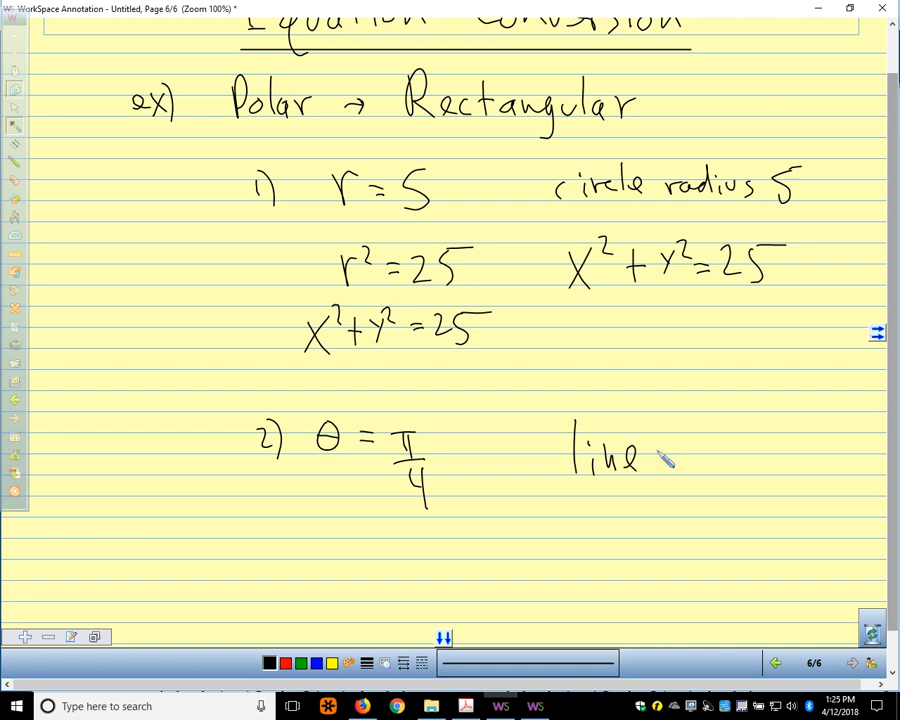 WorkSpace Annotation - Untitled, Page 6/6 (Zoom 100%) *
Equation Conversion
ex) Polar → Rectangular
1) r = 5 circle radius 5
r² = 25 x² + y² = 25
x² + y² = 25
2) θ = π/4 line
6/6
Type here to search
1:25 PM
4/12/2018